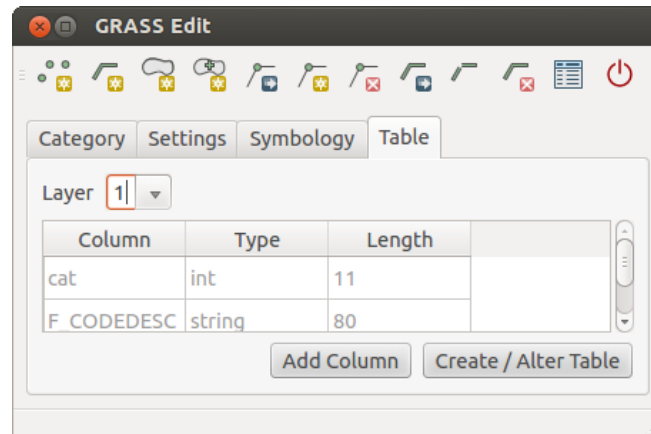 GRASS Edit
Category Settings Symbology Table
Layer 1
Column Type Length
cat int 11
F_CODEDESC string 80
Add Column Create / Alter Table